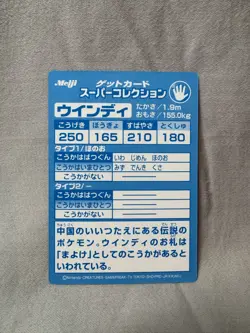 Meiji
ゲットカード
スーパーコレクション
ウインディ
たかさ/1.9m
おもさ/155.0kg
こうげき ぼうぎょ すばやさ とくしゅ
250 165 210 180
タイプ1/ほのお
こうかはばつぐん いわ じめん ほのお
こうかはいまひとつ みず でんき くさ
こうかがない
タイプ2/ー
こうかはばつぐん
こうかはいまひとつ
こうかがない
中国のいいつたえにある伝説の
ポケモン。ウインディのお札は
「まよけ」としてのこうかがあると
いわれている。